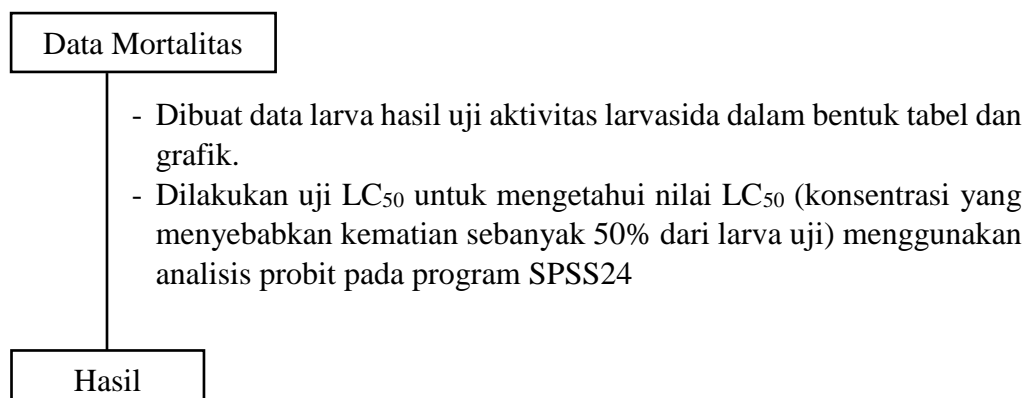 Data Mortalitas
- Dibuat data larva hasil uji aktivitas larvasida dalam bentuk tabel dan
grafik.
- Dilakukan uji LC₅₀ untuk mengetahui nilai LC₅₀ (konsentrasi yang
menyebabkan kematian sebanyak 50% dari larva uji) menggunakan
analisis probit pada program SPSS24
Hasil